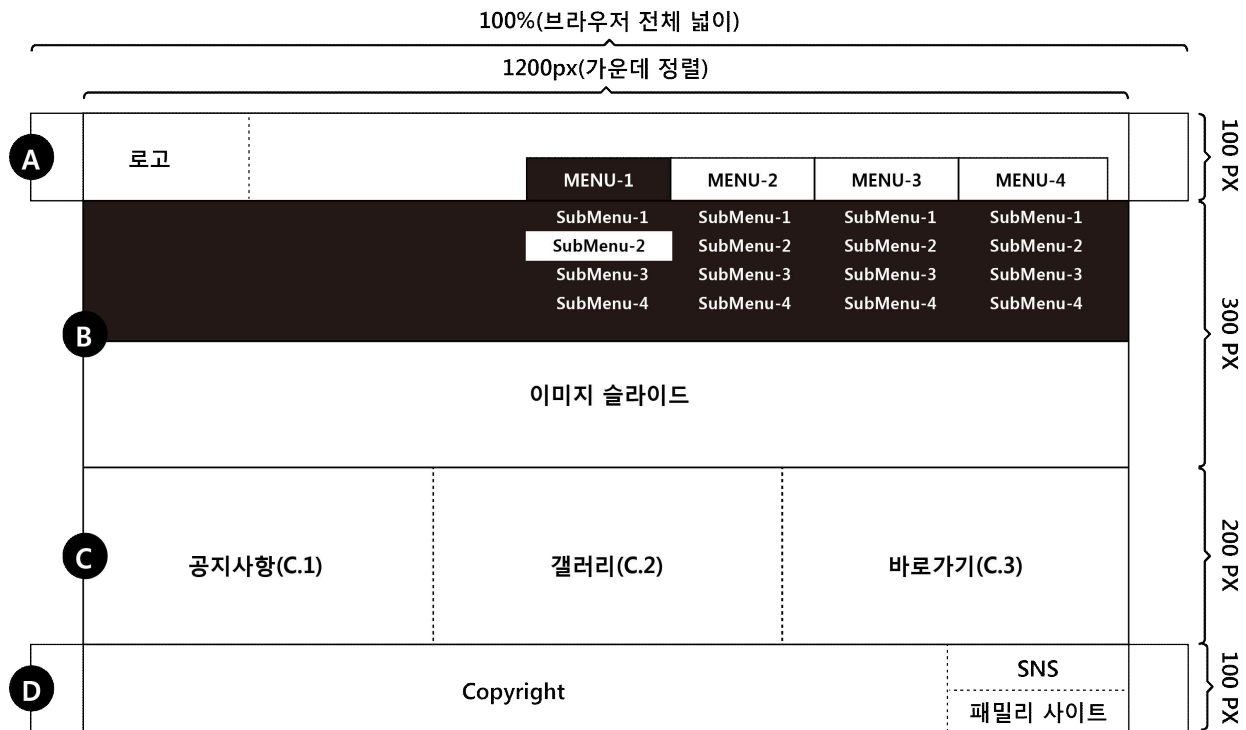 100%(브라우저 전체 넓이)
1200px(가운데 정렬)
A
로고
MENU-1 MENU-2 MENU-3 MENU-4
100 PX
SubMenu-1 SubMenu-1 SubMenu-1 SubMenu-1
SubMenu-2 SubMenu-2 SubMenu-2 SubMenu-2
SubMenu-3 SubMenu-3 SubMenu-3 SubMenu-3
SubMenu-4 SubMenu-4 SubMenu-4 SubMenu-4
B
300 PX
이미지 슬라이드
C
공지사항(C.1) 갤러리(C.2) 바로가기(C.3)
200 PX
D
Copyright
SNS
패밀리 사이트
100 PX